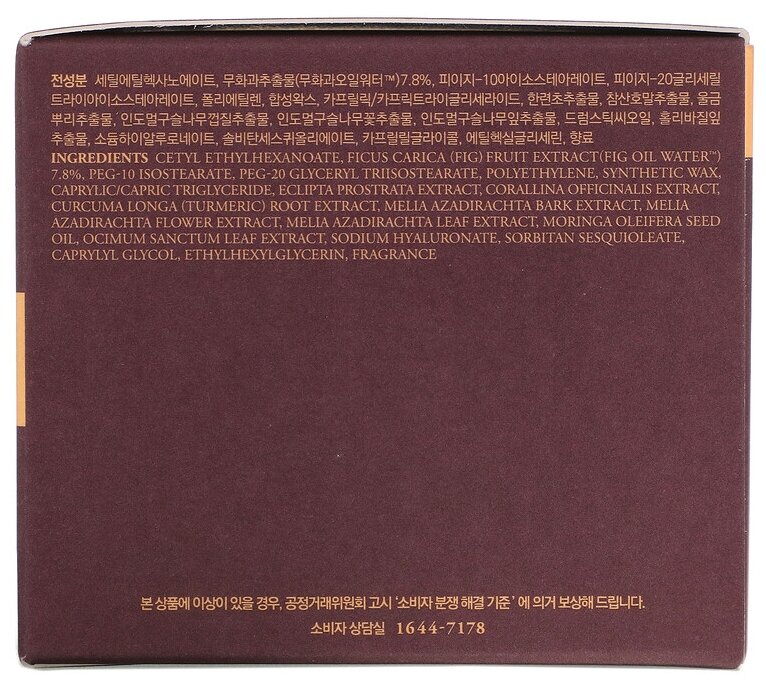 전성분 세틸에틸헥사노에이트, 무화과추출물(무화과오일워터™)7.8%, 피이지-10아이소스테아레이트, 피이지-20글리세릴
트라이아이소스테아레이트, 폴리에틸렌, 합성왁스, 카프릴릭/카프릭트라이글리세라이드, 한련초추출물, 참산호말추출물, 울금
뿌리추출물, 인도멀구슬나무껍질추출물, 인도멀구슬나무꽃추출물, 인도멀구슬나무잎추출물, 드럼스틱씨오일, 홀리바질잎
추출물, 소듐하이알루로네이트, 솔비탄세스퀴올리에이트, 카프릴릴글라이콜, 에틸헥실글리세린, 향료
INGREDIENTS CETYL ETHYLHEXANOATE, FICUS CARICA (FIG) FRUIT EXTRACT(FIG OIL WATER™)
7.8%, PEG-10 ISOSTEARATE, PEG-20 GLYCERYL TRIISOSTEARATE, POLYETHYLENE, SYNTHETIC WAX,
CAPRYLIC/CAPRIC TRIGLYCERIDE, ECLIPTA PROSTRATA EXTRACT, CORALLINA OFFICINALIS EXTRACT,
CURCUMA LONGA (TURMERIC) ROOT EXTRACT, MELIA AZADIRACHTA BARK EXTRACT, MELIA
AZADIRACHTA FLOWER EXTRACT, MELIA AZADIRACHTA LEAF EXTRACT, MORINGA OLEIFERA SEED
OIL, OCIMUM SANCTUM LEAF EXTRACT, SODIUM HYALURONATE, SORBITAN SESQUIOLEATE,
CAPRYLYL GLYCOL, ETHYLHEXYLGLYCERIN, FRAGRANCE
본 상품에 이상이 있을 경우, 공정거래위원회 고시 '소비자 분쟁 해결 기준' 에 의거 보상해 드립니다.
소비자 상담실 1644-7178